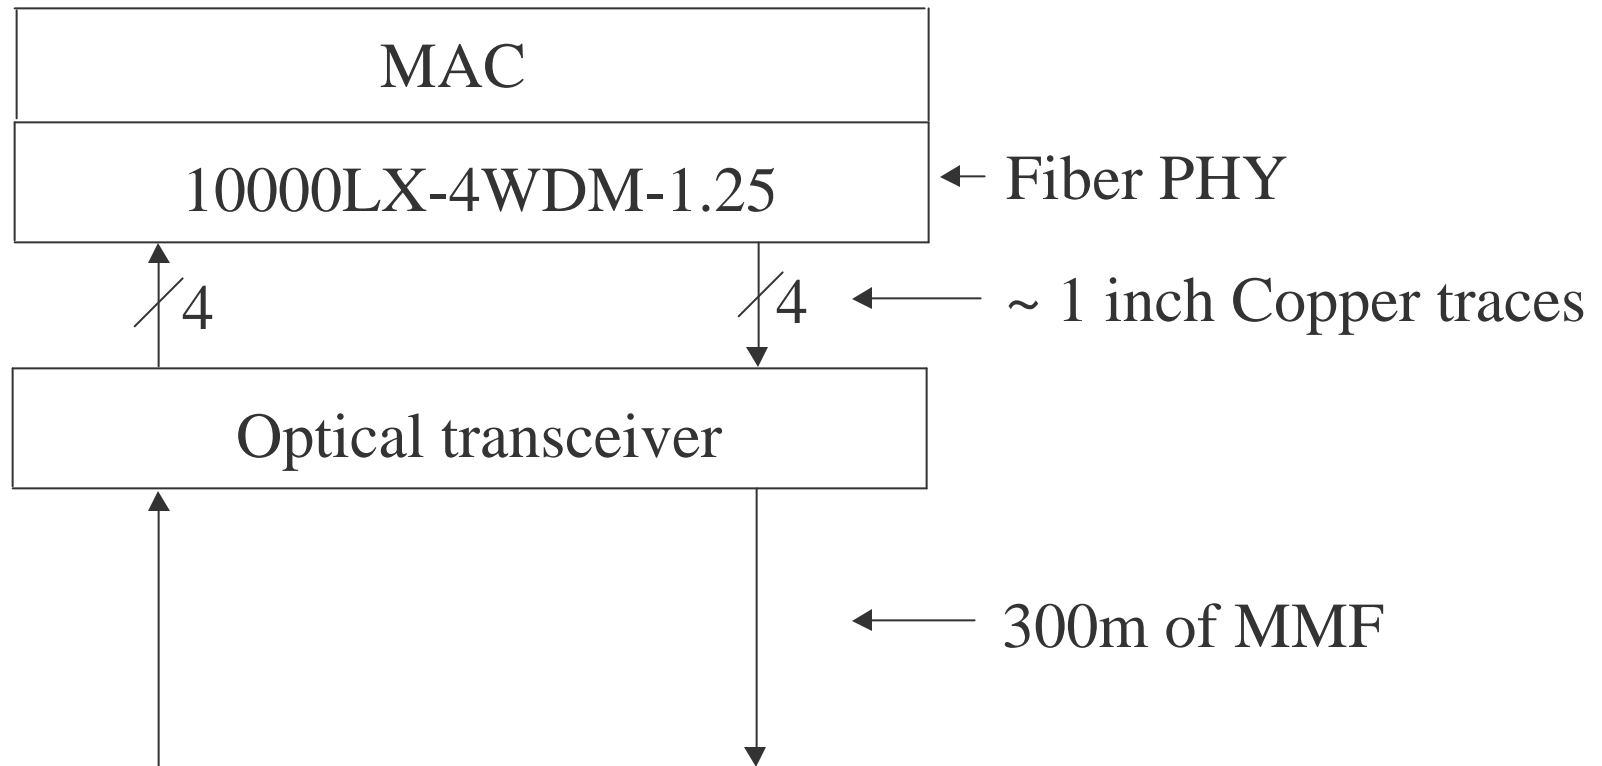 MAC
10000LX-4WDM-1.25
Fiber PHY
4
4
~ 1 inch Copper traces
Optical transceiver
300m of MMF